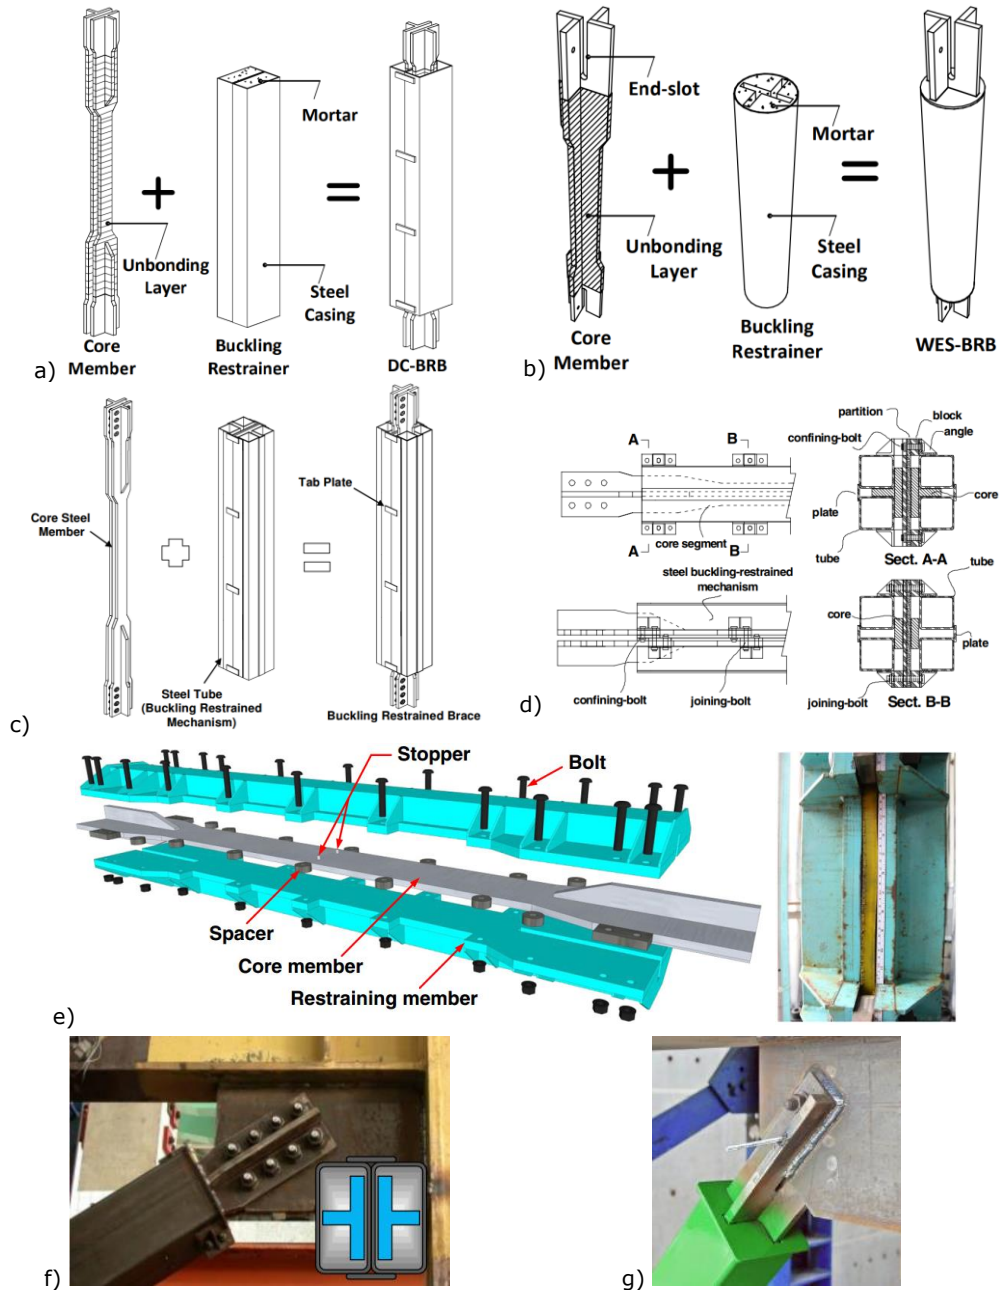 Mortar
Unbonding
Layer
Steel
Casing
Core
Member
Buckling
Restrainer
DC-BRB
a)
End-slot
Mortar
Unbonding
Layer
Steel
Casing
Core
Member
Buckling
Restrainer
WES-BRB
b)
Core Steel
Member
Tab Plate
Steel Tube
(Buckling Restrained
Mechanism)
Buckling Restrained Brace
c)
A
B
A
B
core segment
partition
block
confining-bolt
angle
plate
core
tube
Sect. A-A
tube
steel buckling-restrained
mechanism
core
plate
confining-bolt
joining-bolt
joining-bolt
Sect. B-B
d)
Stopper
Bolt
Spacer
Core member
Restraining member
e)
f)
g)